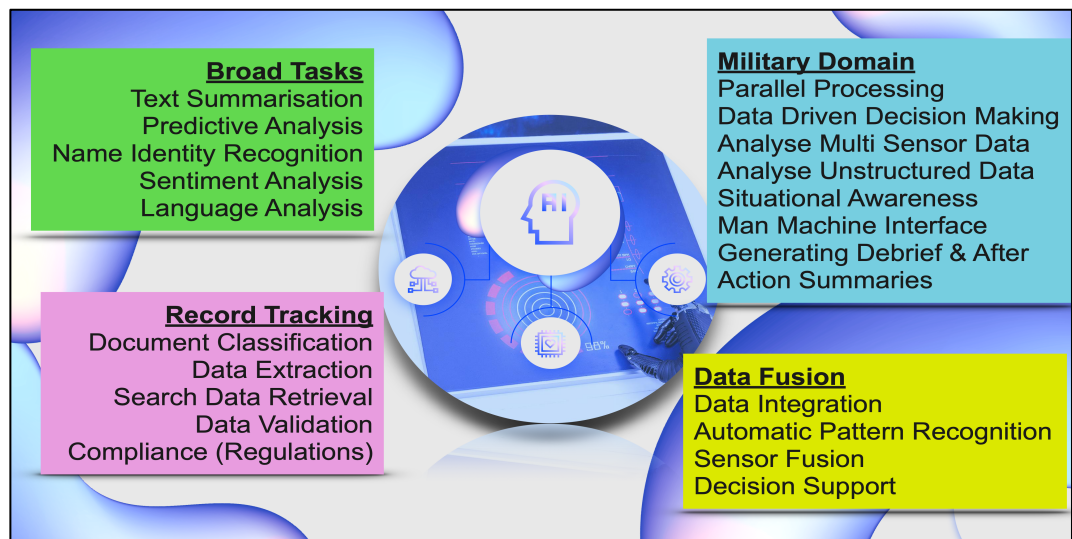 Broad Tasks
Text Summarisation
Predictive Analysis
Name Identity Recognition
Sentiment Analysis
Language Analysis
Record Tracking
Document Classification
Data Extraction
Search Data Retrieval
Data Validation
Compliance (Regulations)
AI
98%
Military Domain
Parallel Processing
Data Driven Decision Making
Analyse Multi Sensor Data
Analyse Unstructured Data
Situational Awareness
Man Machine Interface
Generating Debrief & After
Action Summaries
Data Fusion
Data Integration
Automatic Pattern Recognition
Sensor Fusion
Decision Support